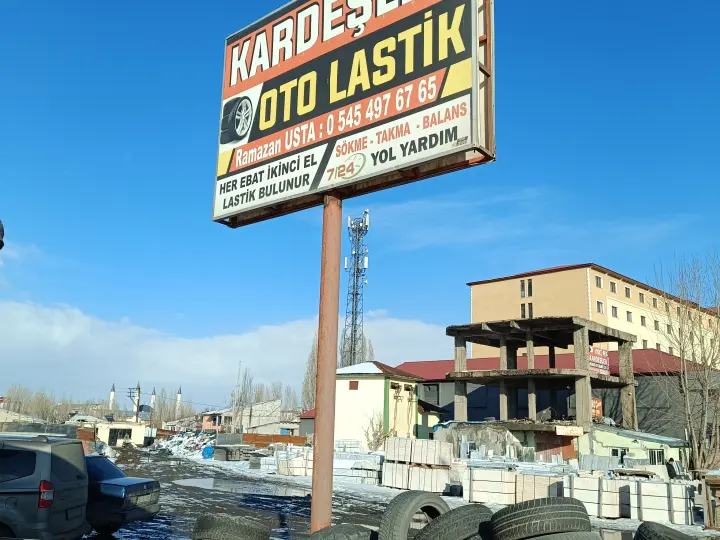 KARDEŞLER
OTO LASTİK
Ramazan USTA : 0 545 497 67 65
SÖKME - TAKMA - BALANS
HER EBAT İKİNCİ EL
LASTİK BULUNUR
7/24 YOL YARDIM